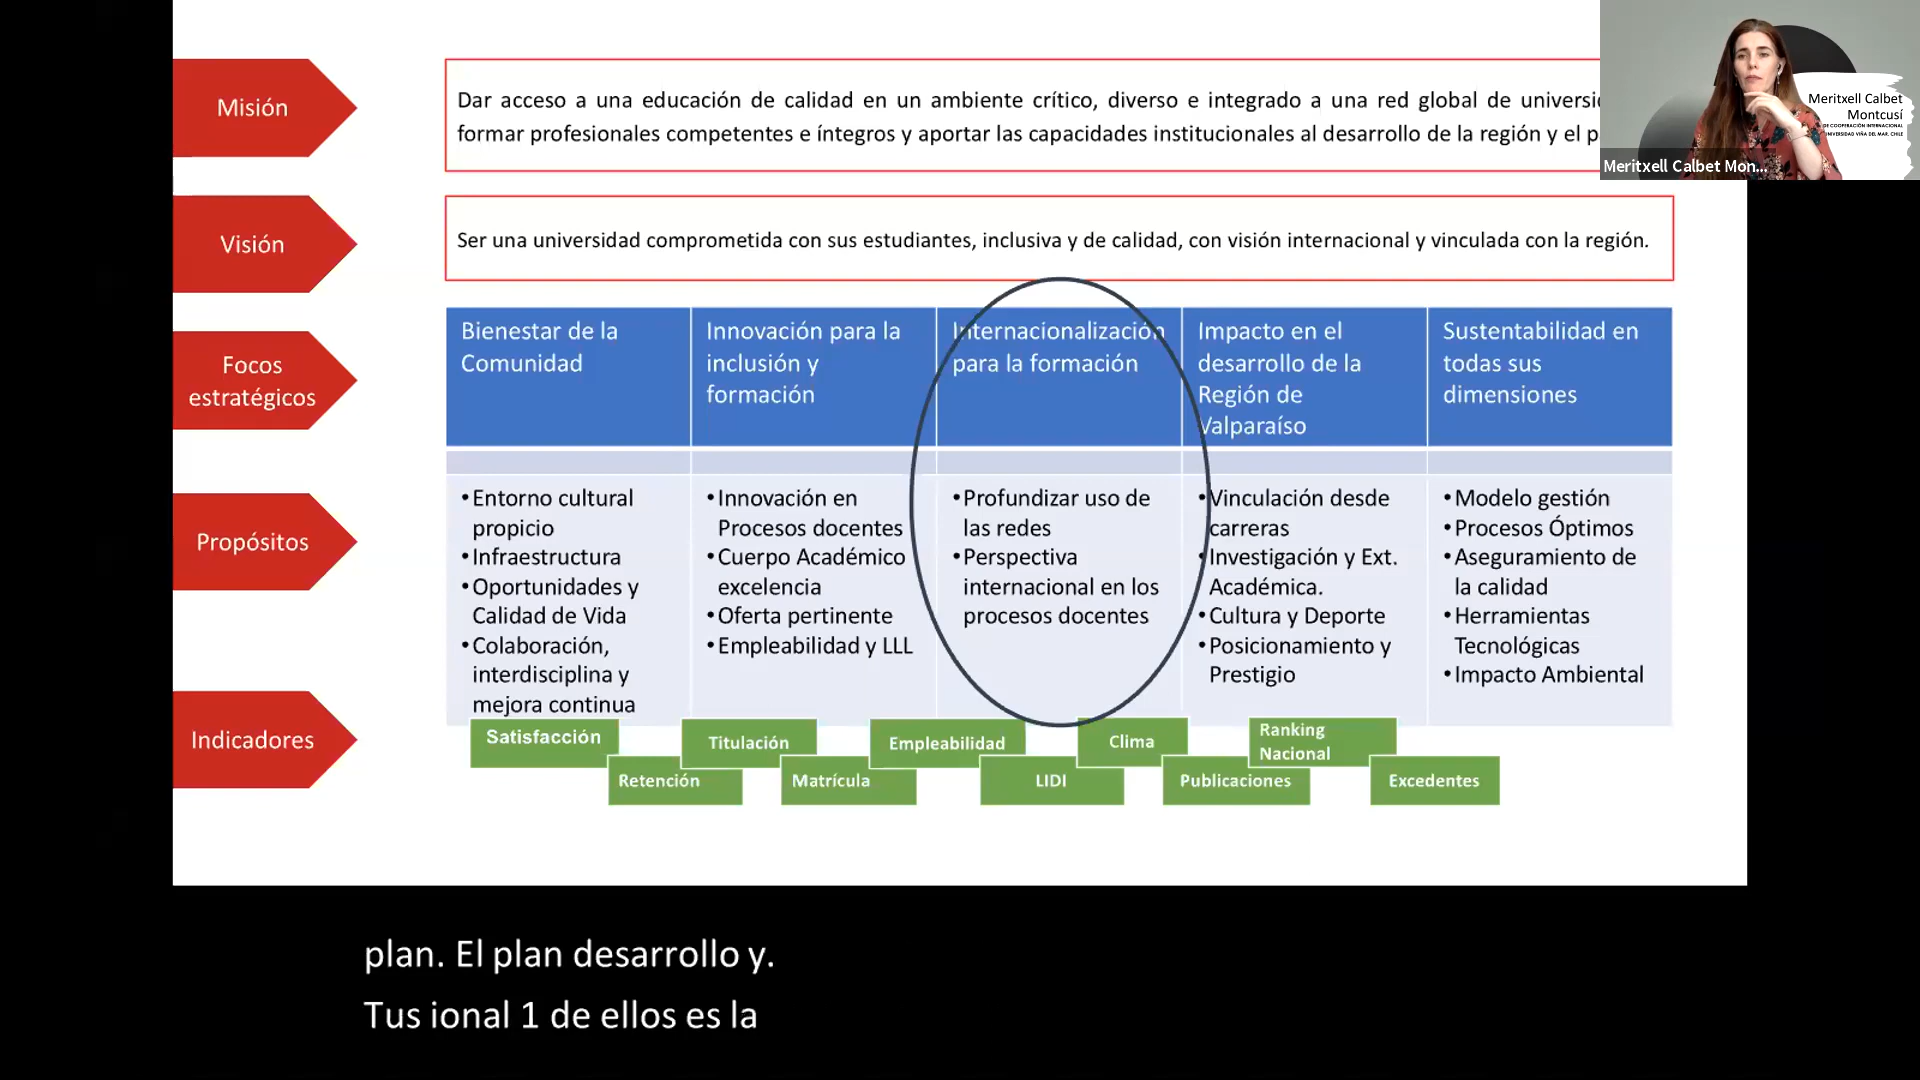 Misión
Dar acceso a una educación de calidad en un ambiente crítico, diverso e integrado a una red global de
formar profesionales competentes e íntegros y aportar las capacidades institucionales al desarrollo de la región y el
Meritxell Calbet
Montcusí
DE COOPERACIÓN INTERNACIONAL
UNIVERSIDAD VIÑA DEL MAR. CHILE
Meritxell Calbet Mon...
Visión
Ser una universidad comprometida con sus estudiantes, inclusiva y de calidad, con visión internacional y vinculada con la región.
Focos
estratégicos
Bienestar de la
Comunidad
Innovación para la
inclusión y
formación
Internacionalización
para la formación
Impacto en el
desarrollo de la
Región de
Valparaíso
Sustentabilidad en
todas sus
dimensiones
Propósitos
•Entorno cultural
propicio
•Infraestructura
•Oportunidades y
Calidad de Vida
•Colaboración,
interdisciplina y
mejora continua
•Innovación en
Procesos docentes
•Cuerpo Académico
excelencia
•Oferta pertinente
•Empleabilidad y LLL
•Profundizar uso de
las redes
•Perspectiva
internacional en los
procesos docentes
•Vinculación desde
carreras
•Investigación y Ext.
Académica.
•Cultura y Deporte
•Posicionamiento y
Prestigio
•Modelo gestión
•Procesos Óptimos
•Aseguramiento de
la calidad
•Herramientas
Tecnológicas
•Impacto Ambiental
Indicadores
Satisfacción
Retención
Titulación
Matrícula
Empleabilidad
LIDI
Clima
Publicaciones
Ranking
Nacional
Excedentes
plan. El plan desarrollo y.
Tus ional 1 de ellos es la